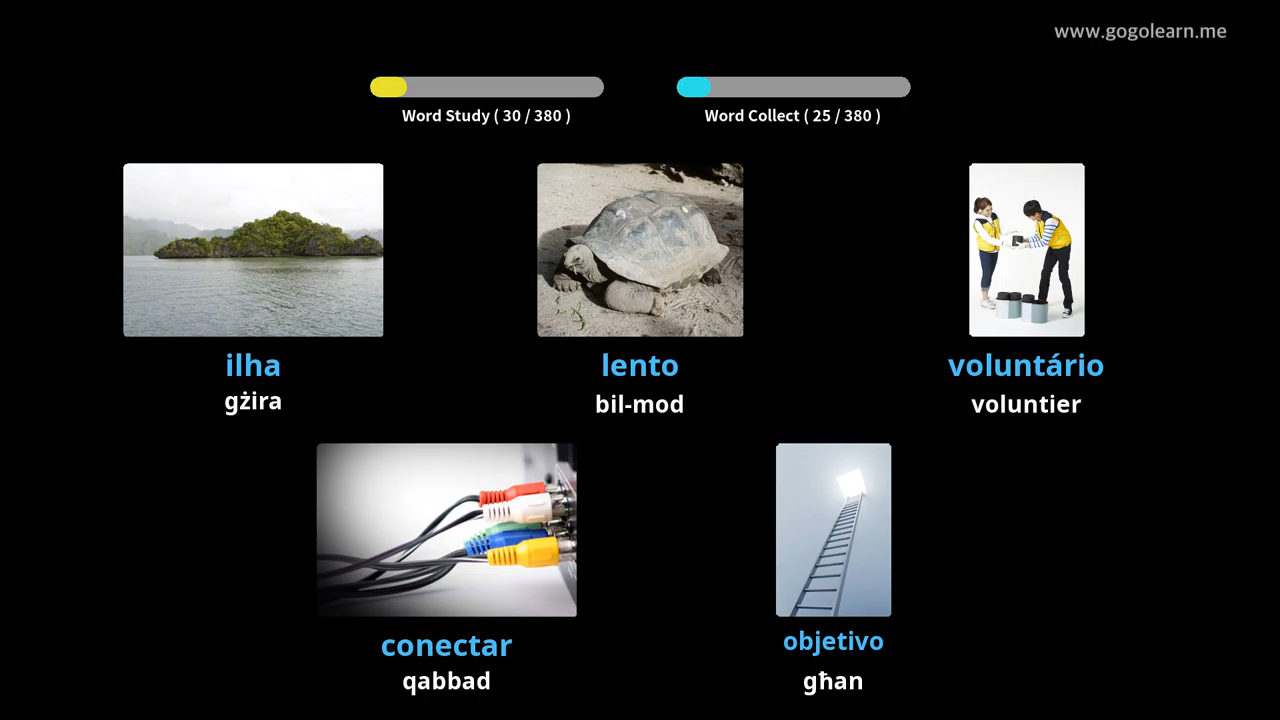 www.gogolearn.me
Word Study ( 30 / 380 )
Word Collect ( 25 / 380 )
ilha
gżira
lento
bil-mod
voluntário
voluntier
conectar
qabbad
objetivo
għan